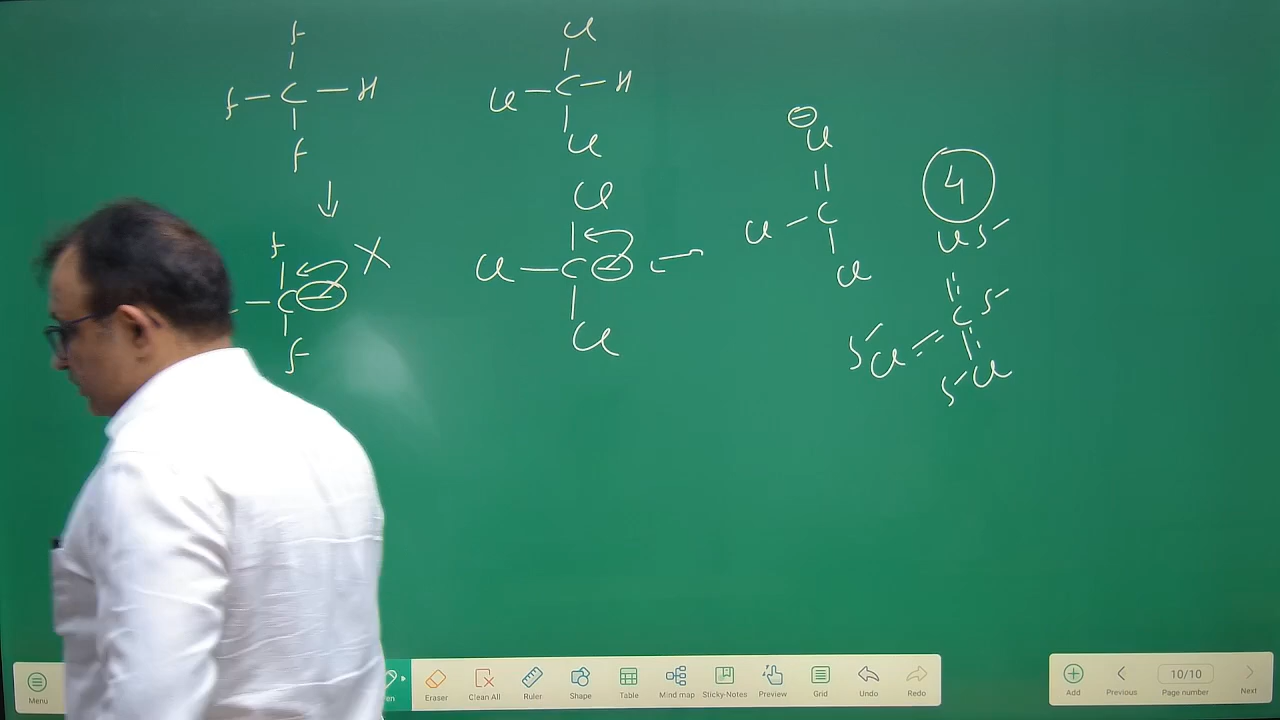 F
F — C — H
F
F
— C ⊖
F
X
Cl
Cl — C — H
Cl
Cl
Cl — C ⊖
Cl
⊖
Cl
Cl — C
Cl
4
Cl δ-
C δ-
δ- Cl
δ- Cl
Menu
en
Eraser
Clean All
Ruler
Shape
Table
Mind map
Sticky-Notes
Preview
Grid
Undo
Redo
Add
Previous
10/10
Page number
Next